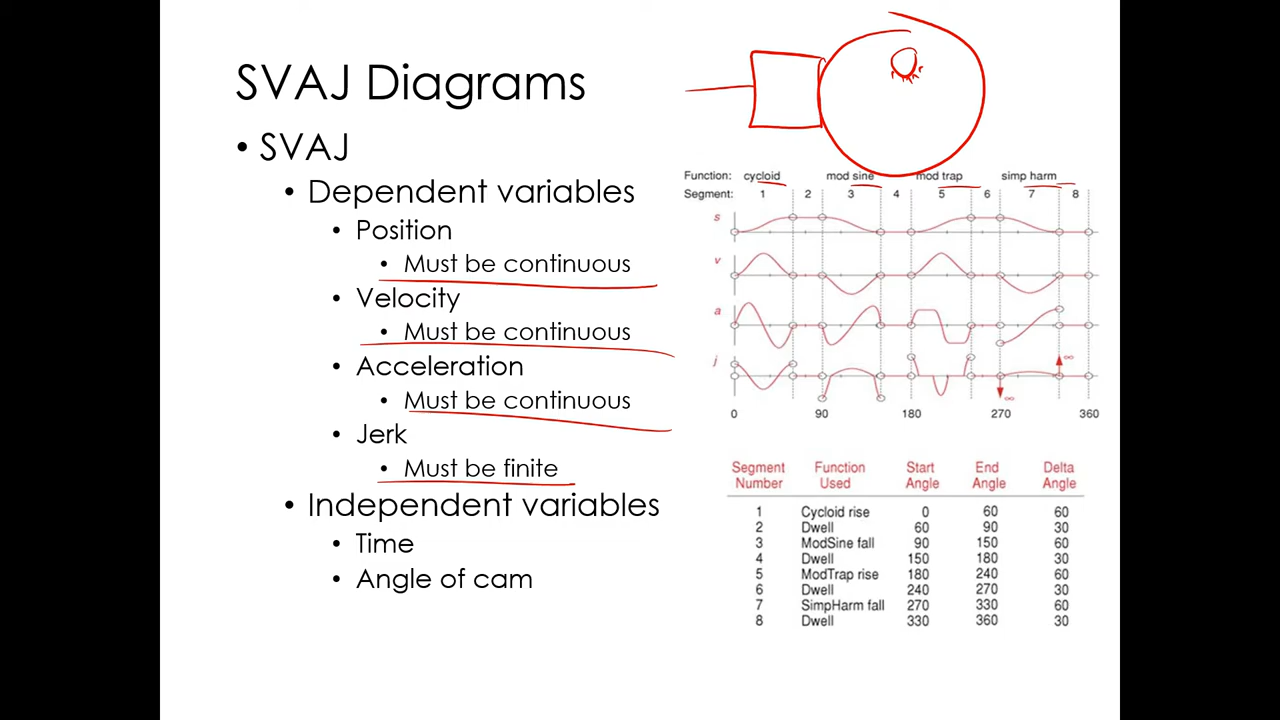 SVAJ Diagrams
• SVAJ
• Dependent variables
• Position
• Must be continuous
• Velocity
• Must be continuous
• Acceleration
• Must be continuous
• Jerk
• Must be finite
• Independent variables
• Time
• Angle of cam
Function: cycloid mod sine mod trap simp harm
Segment: 1 2 3 4 5 6 7 8
s
v
a
j
∞
∞
0 90 180 270 360
Segment Function Start End Delta
Number Used Angle Angle Angle
1 Cycloid rise 0 60 60
2 Dwell 60 90 30
3 ModSine fall 90 150 60
4 Dwell 150 180 30
5 ModTrap rise 180 240 60
6 Dwell 240 270 30
7 SimpHarm fall 270 330 60
8 Dwell 330 360 30